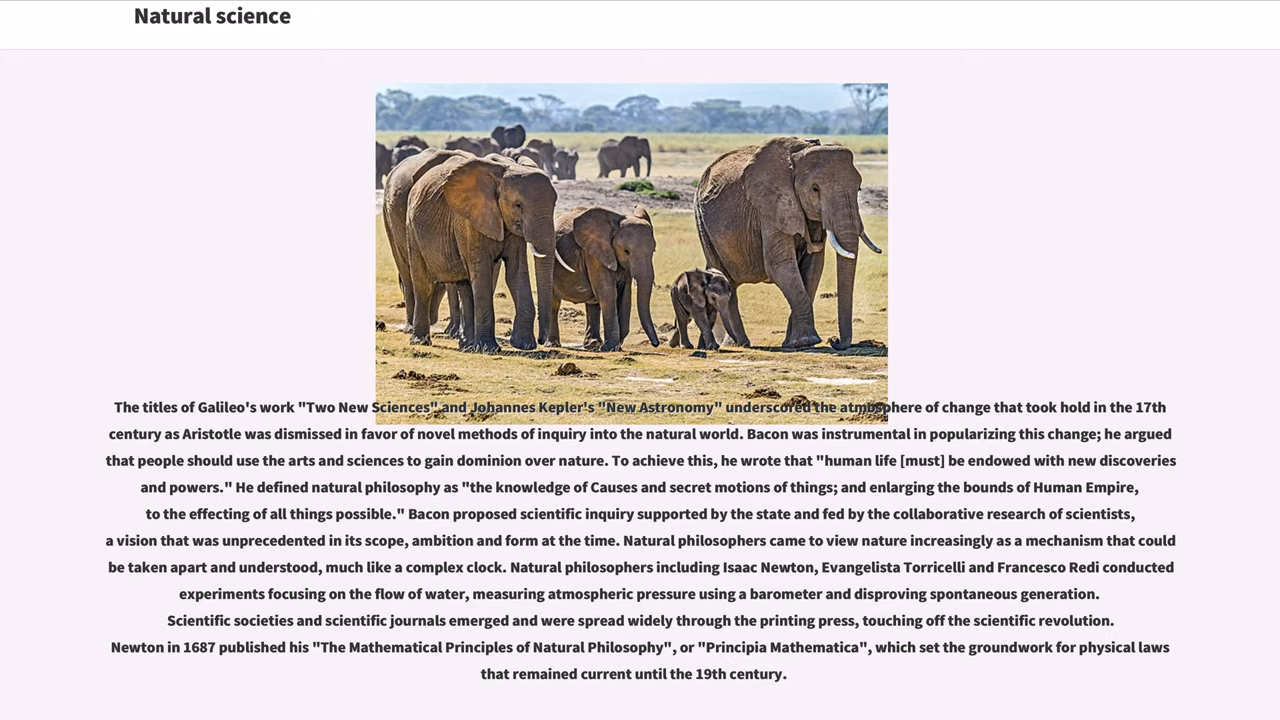 Natural science
The titles of Galileo's work "Two New Sciences" and Johannes Kepler's "New Astronomy" underscored the atmosphere of change that took hold in the 17th
century as Aristotle was dismissed in favor of novel methods of inquiry into the natural world. Bacon was instrumental in popularizing this change; he argued
that people should use the arts and sciences to gain dominion over nature. To achieve this, he wrote that "human life [must] be endowed with new discoveries
and powers." He defined natural philosophy as "the knowledge of Causes and secret motions of things; and enlarging the bounds of Human Empire,
to the effecting of all things possible." Bacon proposed scientific inquiry supported by the state and fed by the collaborative research of scientists,
a vision that was unprecedented in its scope, ambition and form at the time. Natural philosophers came to view nature increasingly as a mechanism that could
be taken apart and understood, much like a complex clock. Natural philosophers including Isaac Newton, Evangelista Torricelli and Francesco Redi conducted
experiments focusing on the flow of water, measuring atmospheric pressure using a barometer and disproving spontaneous generation.
Scientific societies and scientific journals emerged and were spread widely through the printing press, touching off the scientific revolution.
Newton in 1687 published his "The Mathematical Principles of Natural Philosophy", or "Principia Mathematica", which set the groundwork for physical laws
that remained current until the 19th century.